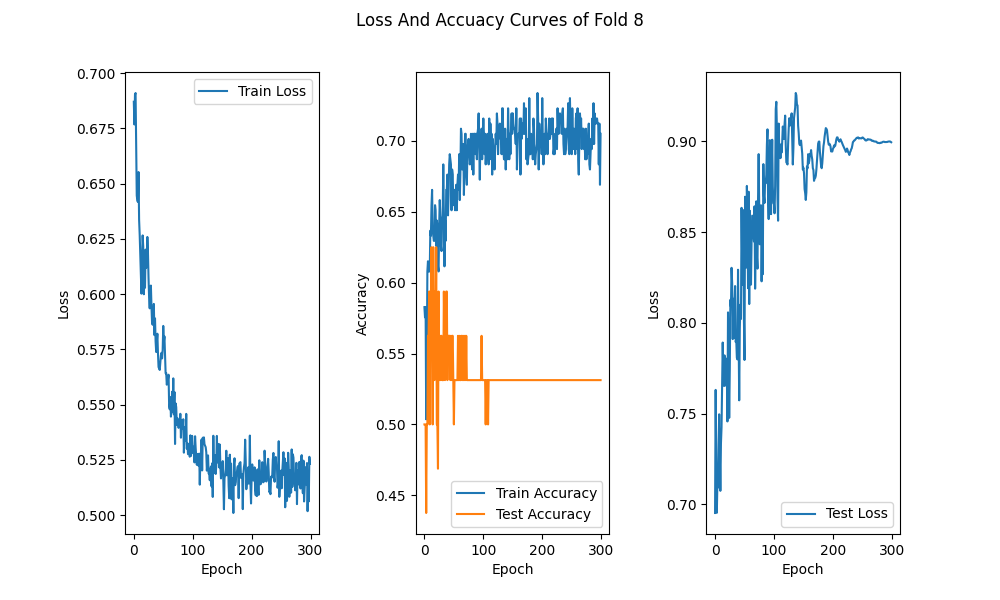 Loss And Accuacy Curves of Fold 8
Loss
0.700
0.675
0.650
0.625
0.600
0.575
0.550
0.525
0.500
Train Loss
0 100 200 300
Epoch
Accuracy
0.70
0.65
0.60
0.55
0.50
0.45
Train Accuracy
Test Accuracy
0 100 200 300
Epoch
Loss
0.90
0.85
0.80
0.75
0.70
Test Loss
0 100 200 300
Epoch